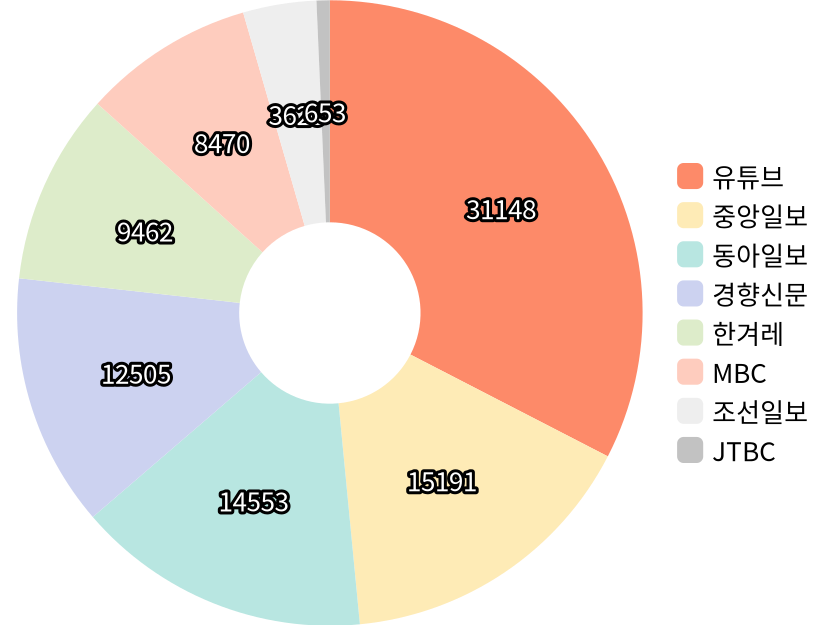 653
8470
31148
9462
12505
15191
14553
유튜브
중앙일보
동아일보
경향신문
한겨레
MBC
조선일보
JTBC